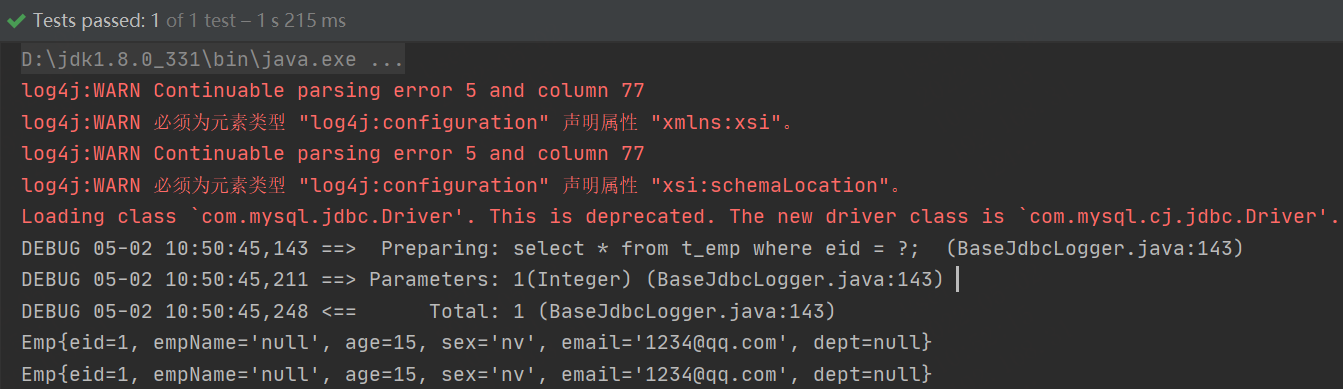 Tests passed: 1 of 1 test – 1 s 215 ms
D:\jdk1.8.0_331\bin\java.exe ...
log4j:WARN Continuable parsing error 5 and column 77
log4j:WARN 必须为元素类型 "log4j:configuration" 声明属性 "xmlns:xsi"。
log4j:WARN Continuable parsing error 5 and column 77
log4j:WARN 必须为元素类型 "log4j:configuration" 声明属性 "xsi:schemaLocation"。
Loading class `com.mysql.jdbc.Driver'. This is deprecated. The new driver class is `com.mysql.cj.jdbc.Driver'.
DEBUG 05-02 10:50:45,143 ==>  Preparing: select * from t_emp where eid = ?;  (BaseJdbcLogger.java:143)
DEBUG 05-02 10:50:45,211 ==> Parameters: 1(Integer) (BaseJdbcLogger.java:143)
DEBUG 05-02 10:50:45,248 <==      Total: 1 (BaseJdbcLogger.java:143)
Emp{eid=1, empName='null', age=15, sex='nv', email='1234@qq.com', dept=null}
Emp{eid=1, empName='null', age=15, sex='nv', email='1234@qq.com', dept=null}